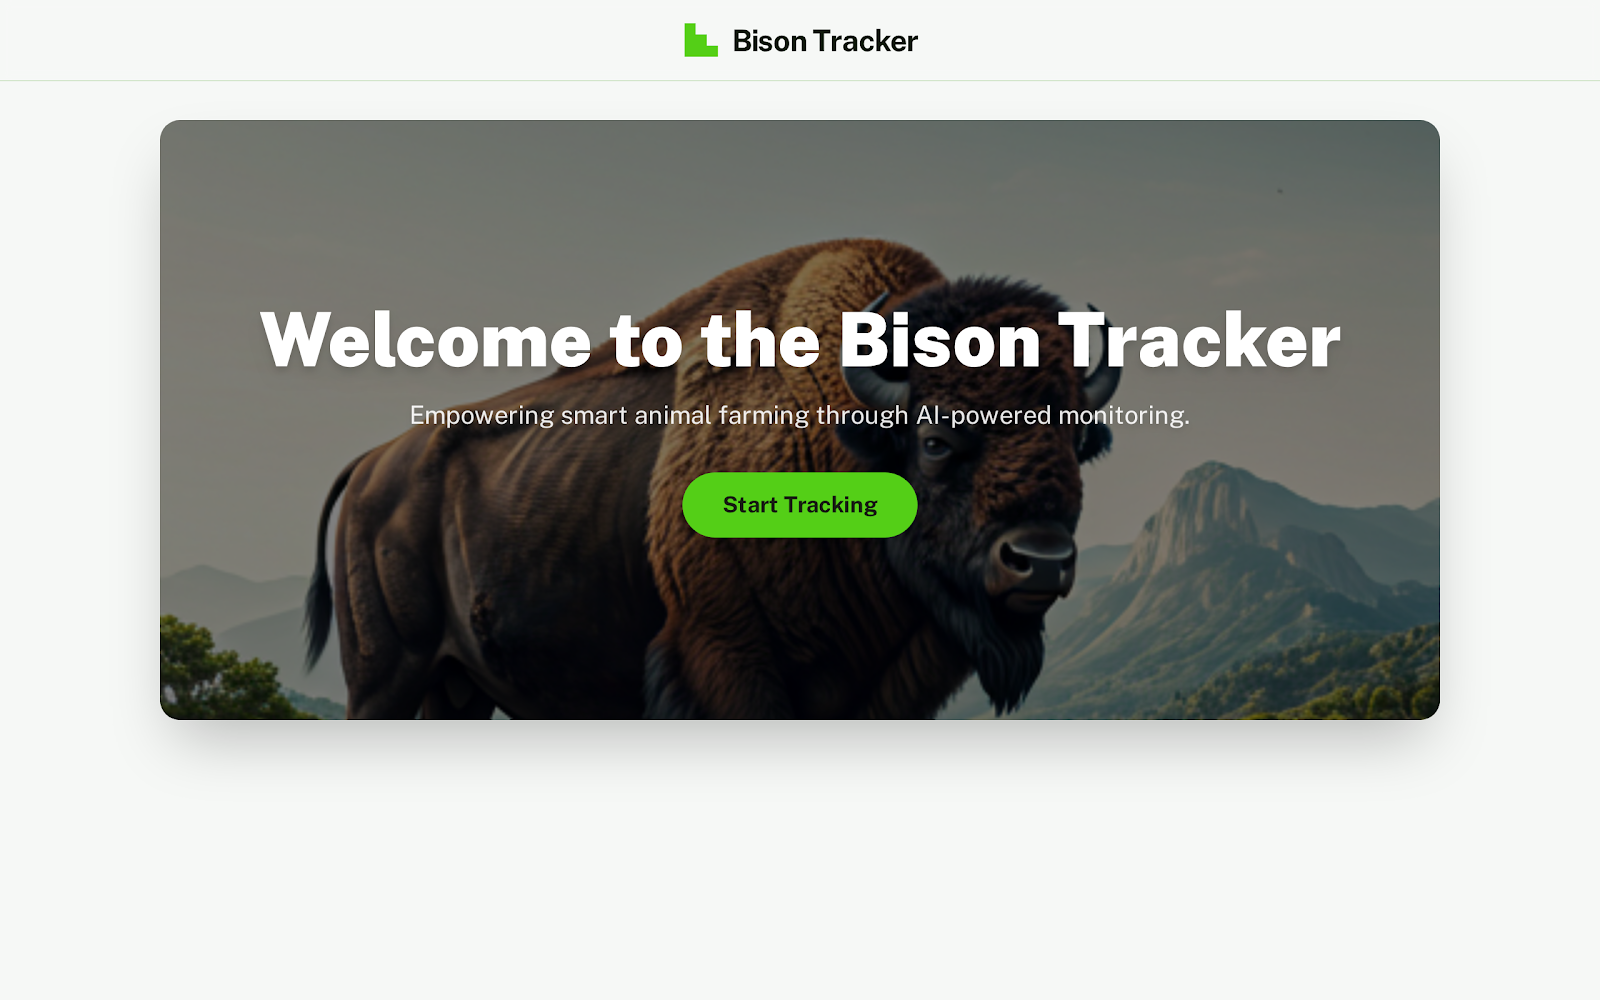 Bison Tracker
Welcome to the Bison Tracker
Empowering smart animal farming through AI-powered monitoring.
Start Tracking